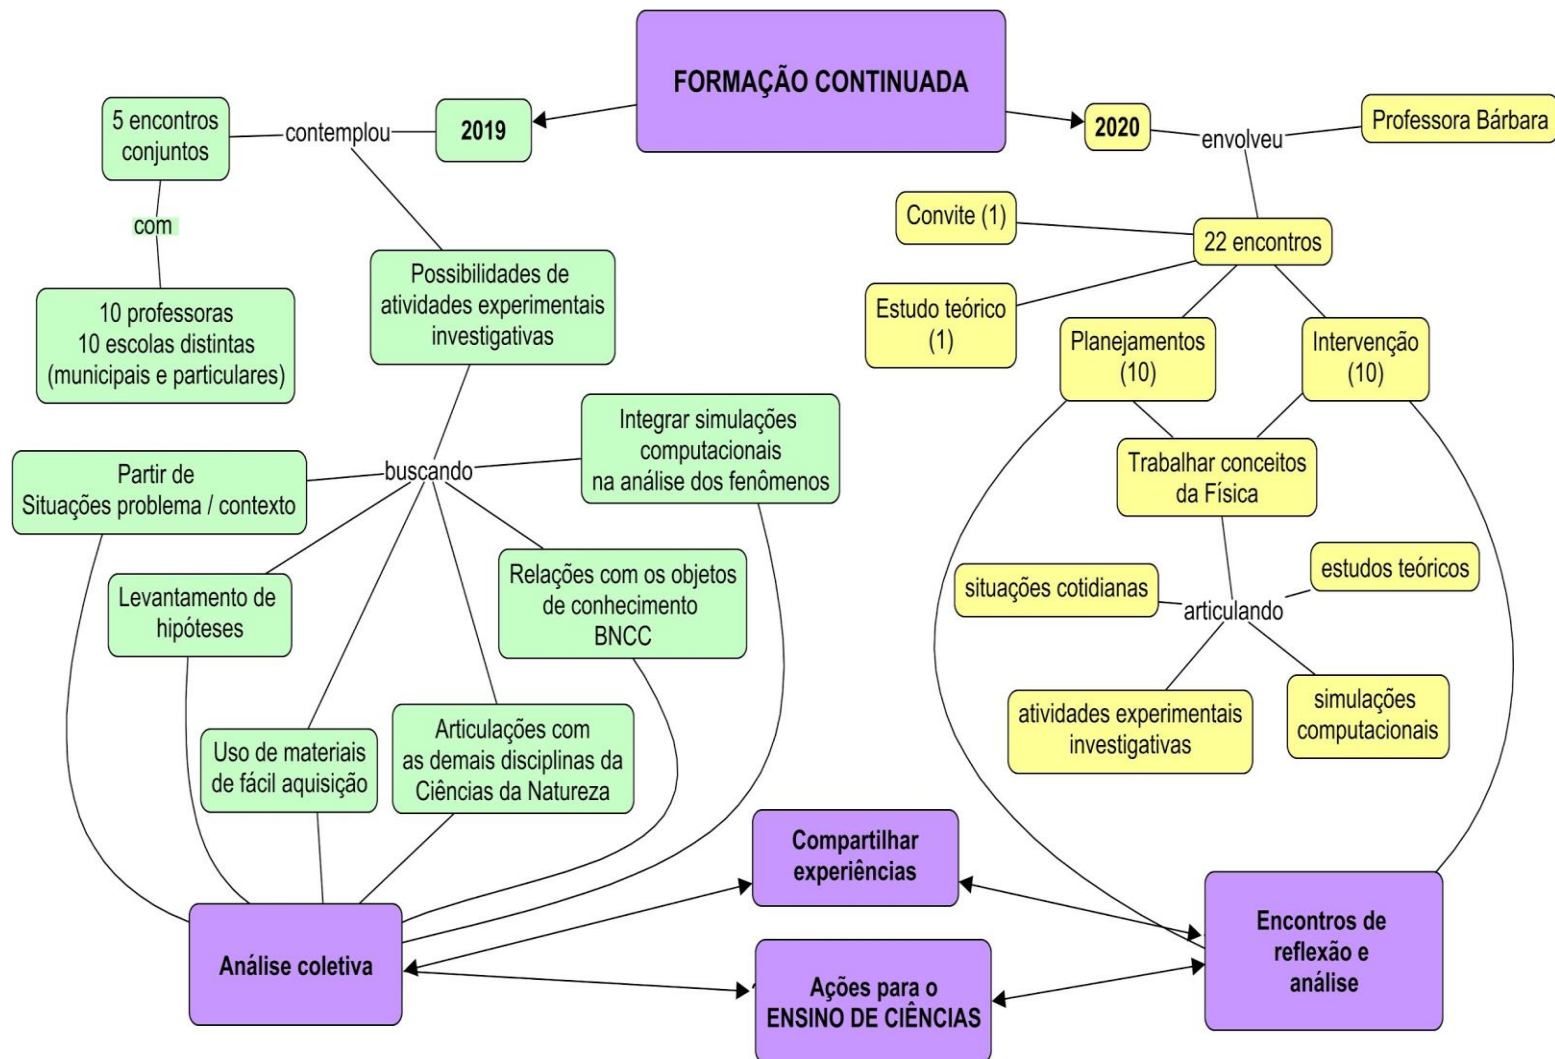 FORMAÇÃO CONTINUADA
5 encontros
conjuntos
contemplou
2019
com
10 professoras
10 escolas distintas
(municipais e particulares)
Possibilidades de
atividades experimentais
investigativas
buscando
Partir de
Situações problema / contexto
Levantamento de
hipóteses
Uso de materiais
de fácil aquisição
Articulações com
as demais disciplinas da
Ciências da Natureza
Relações com os objetos
de conhecimento
BNCC
Integrar simulações
computacionais
na análise dos fenômenos
Análise coletiva
2020
envolveu
Professora Bárbara
22 encontros
Convite (1)
Estudo teórico
(1)
Planejamentos
(10)
Intervenção
(10)
Trabalhar conceitos
da Física
articulando
situações cotidianas
estudos teóricos
atividades experimentais
investigativas
simulações
computacionais
Compartilhar
experiências
Ações para o
ENSINO DE CIÊNCIAS
Encontros de
reflexão e
análise